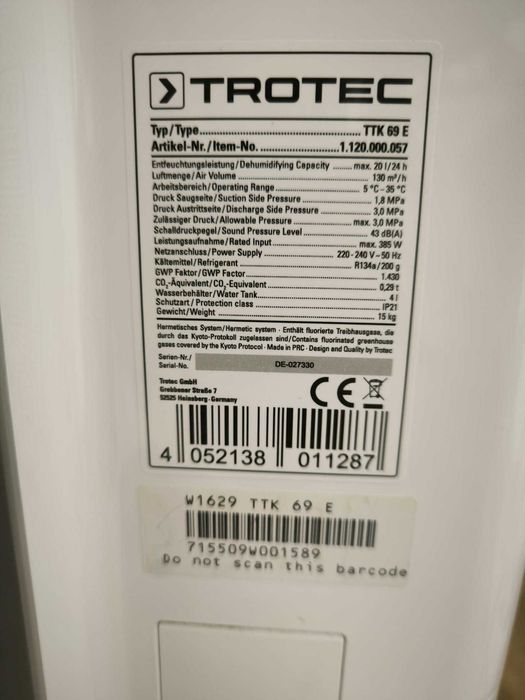 TROTEC
Typ/Type.................................... TTK 69 E
Artikel-Nr./Item-No. ..................1.120.000.057
Entfeuchtungsleistung/Dehumidifying Capacity ....... max. 20 l/24 h
Luftmenge/Air Volume .................................... 130 m³/h
Arbeitsbereich/Operating Range........................ 5 °C–35 °C
Druck Saugseite/Suction Side Pressure ................ 1,8 MPa
Druck Austrittseite/Discharge Side Pressure ........... 3,0 MPa
Zulässiger Druck/Allowable Pressure ............... max. 3,0 MPa
Schalldruckpegel/Sound Pressure Level ................ 43 dB(A)
Leistungsaufnahme/Rated Input ...................... max. 385 W
Netzanschluss/Power Supply ............... 220-240 V–50 Hz
Kältemittel/Refrigerant .............................. R134a/200 g
GWP Faktor/GWP Factor .............................. 1.430
CO₂-Äquivalent/CO₂-Equivalent........................ 0,29 t
Wasserbehälter/Water Tank.............................. 4 l
Schutzart/Protection class .............................. IP21
Gewicht/Weight ........................................ 15 kg
Hermetisches System/Hermetic system · Enthält fluorierte Treibhausgase, die
durch das Kyoto-Protokoll zugelassen sind/Contains fluorinated greenhouse
gases covered by the Kyoto Protocol · Made in PRC · Design and Quality by Trotec
Serien-Nr./
Serial-No. DE-027330
Trotec GmbH
Grebbener Straße 7
52525 Heinsberg · Germany
CE
4 052138 011287
W1629 TTK 69 E
715509W001589
Do not scan this barcode